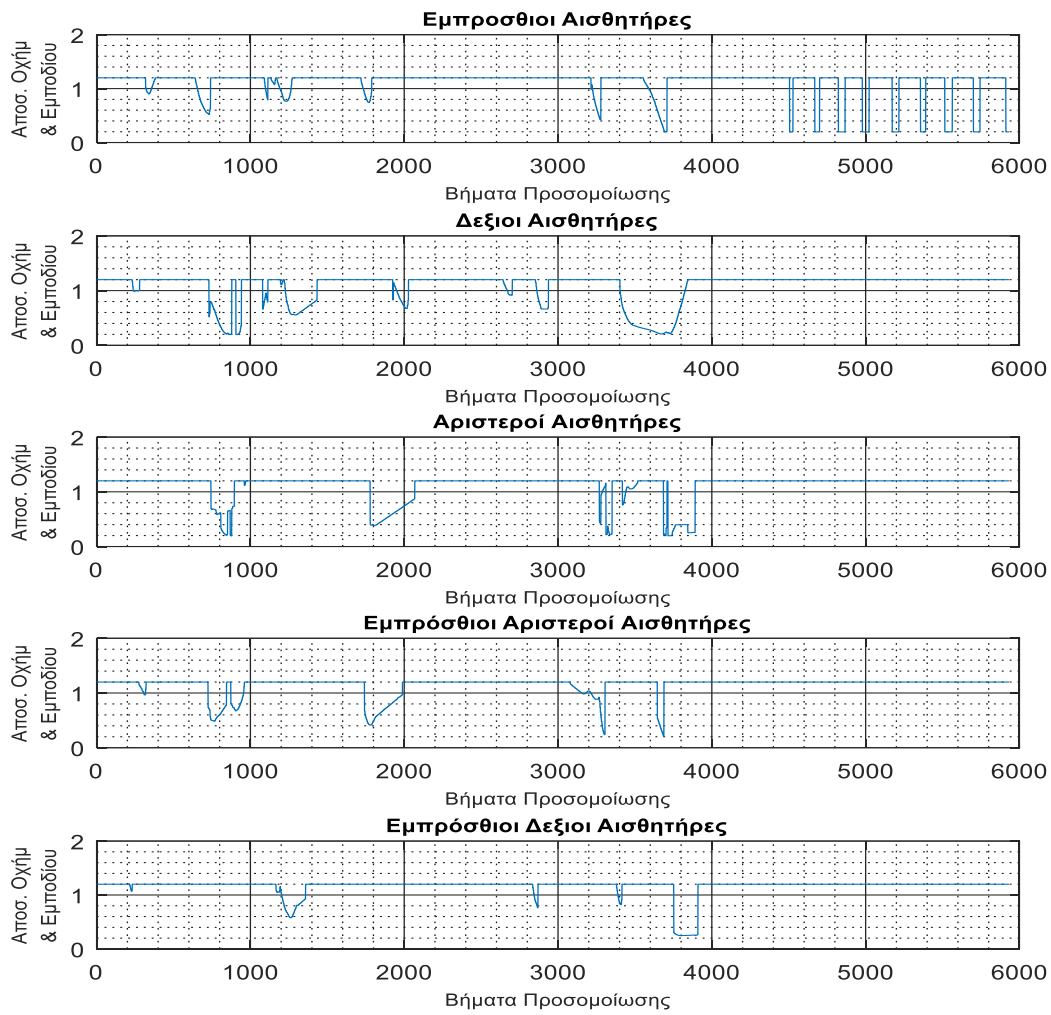 Εμπροσθιοι Αισθητήρες
Αποσ. Οχήμ
& Εμποδίου
2
1
0
0 1000 2000 3000 4000 5000 6000
Βήματα Προσομοίωσης
Δεξιοι Αισθητήρες
Αποσ. Οχήμ
& Εμποδίου
2
1
0
0 1000 2000 3000 4000 5000 6000
Βήματα Προσομοίωσης
Αριστεροί Αισθητήρες
Αποσ. Οχήμ
& Εμποδίου
2
1
0
0 1000 2000 3000 4000 5000 6000
Βήματα Προσομοίωσης
Εμπρόσθιοι Αριστεροί Αισθητήρες
Αποσ. Οχήμ
& Εμποδίου
2
1
0
0 1000 2000 3000 4000 5000 6000
Βήματα Προσομοίωσης
Εμπρόσθιοι Δεξιοι Αισθητήρες
Αποσ. Οχήμ
& Εμποδίου
2
1
0
0 1000 2000 3000 4000 5000 6000
Βήματα Προσομοίωσης